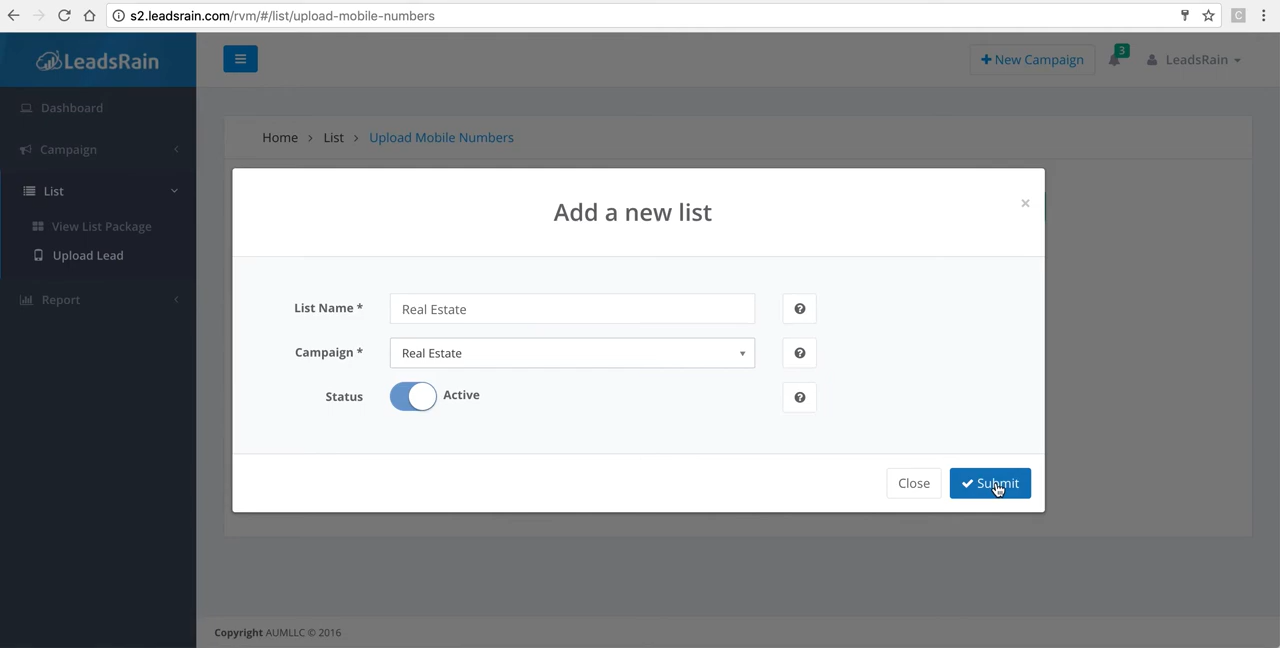 s2.leadsrain.com/rvm/#/list/upload-mobile-numbers
C
LeadsRain
+ New Campaign
3
LeadsRain
Dashboard
Campaign
List
View List Package
Upload Lead
Report
Home > List > Upload Mobile Numbers
Add a new list
×
List Name *
Real Estate
?
Campaign *
Real Estate
?
Status
Active
?
Close
Submit
Copyright AUMLLC © 2016